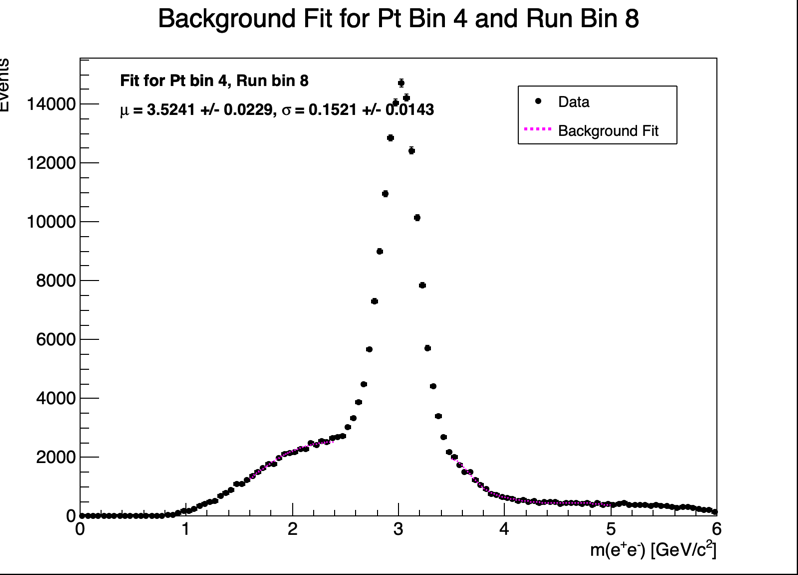 Background Fit for Pt Bin 4 and Run Bin 8
Events
Fit for Pt bin 4, Run bin 8
μ = 3.5241 +/- 0.0229, σ = 0.1521 +/- 0.0143
Data
Background Fit
14000
12000
10000
8000
6000
4000
2000
0
0 1 2 3 4 5 6
m(e⁺e⁻) [GeV/c²]